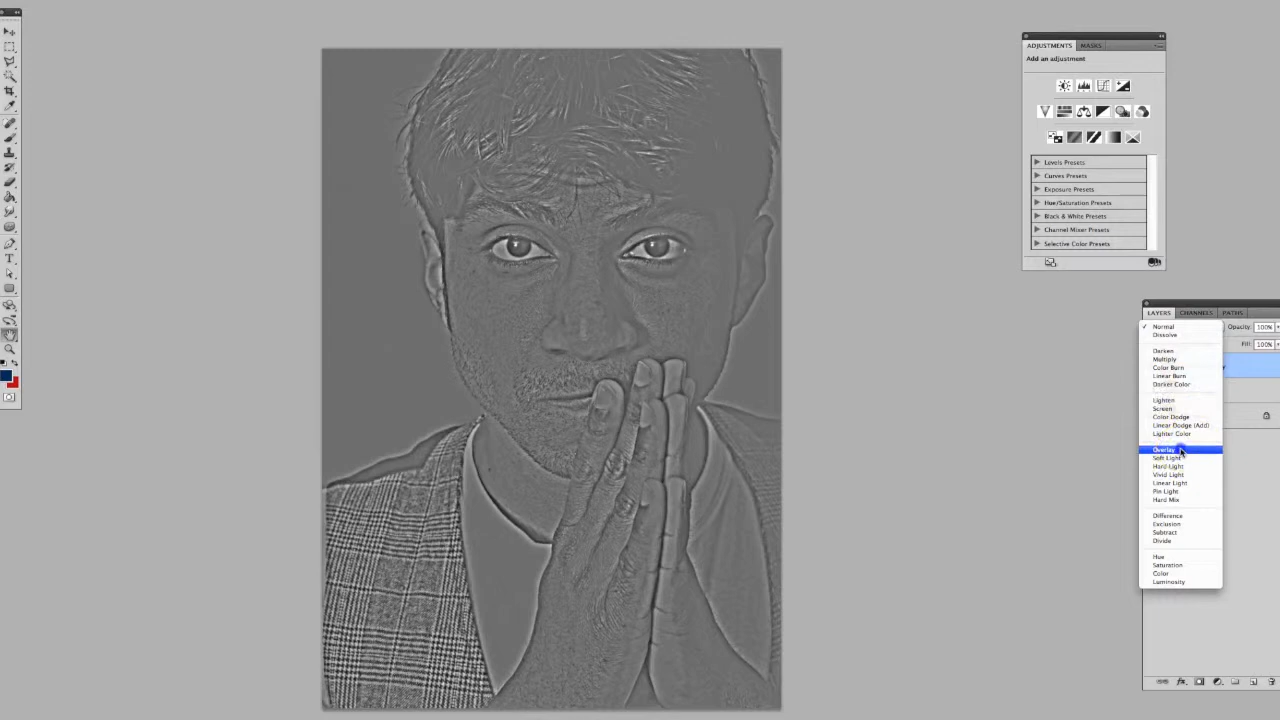 ADJUSTMENTS MASKS
Add an adjustment
Levels Presets
Curves Presets
Exposure Presets
Hue/Saturation Presets
Black & White Presets
Channel Mixer Presets
Selective Color Presets
LAYERS CHANNELS PATHS
Normal
Opacity: 100%
Dissolve
Fill: 100%
Darken
Multiply
Color Burn
Linear Burn
Darker Color
Lighten
Screen
Color Dodge
Linear Dodge (Add)
Lighter Color
Overlay
Soft Light
Hard Light
Vivid Light
Linear Light
Pin Light
Hard Mix
Difference
Exclusion
Subtract
Divide
Hue
Saturation
Color
Luminosity